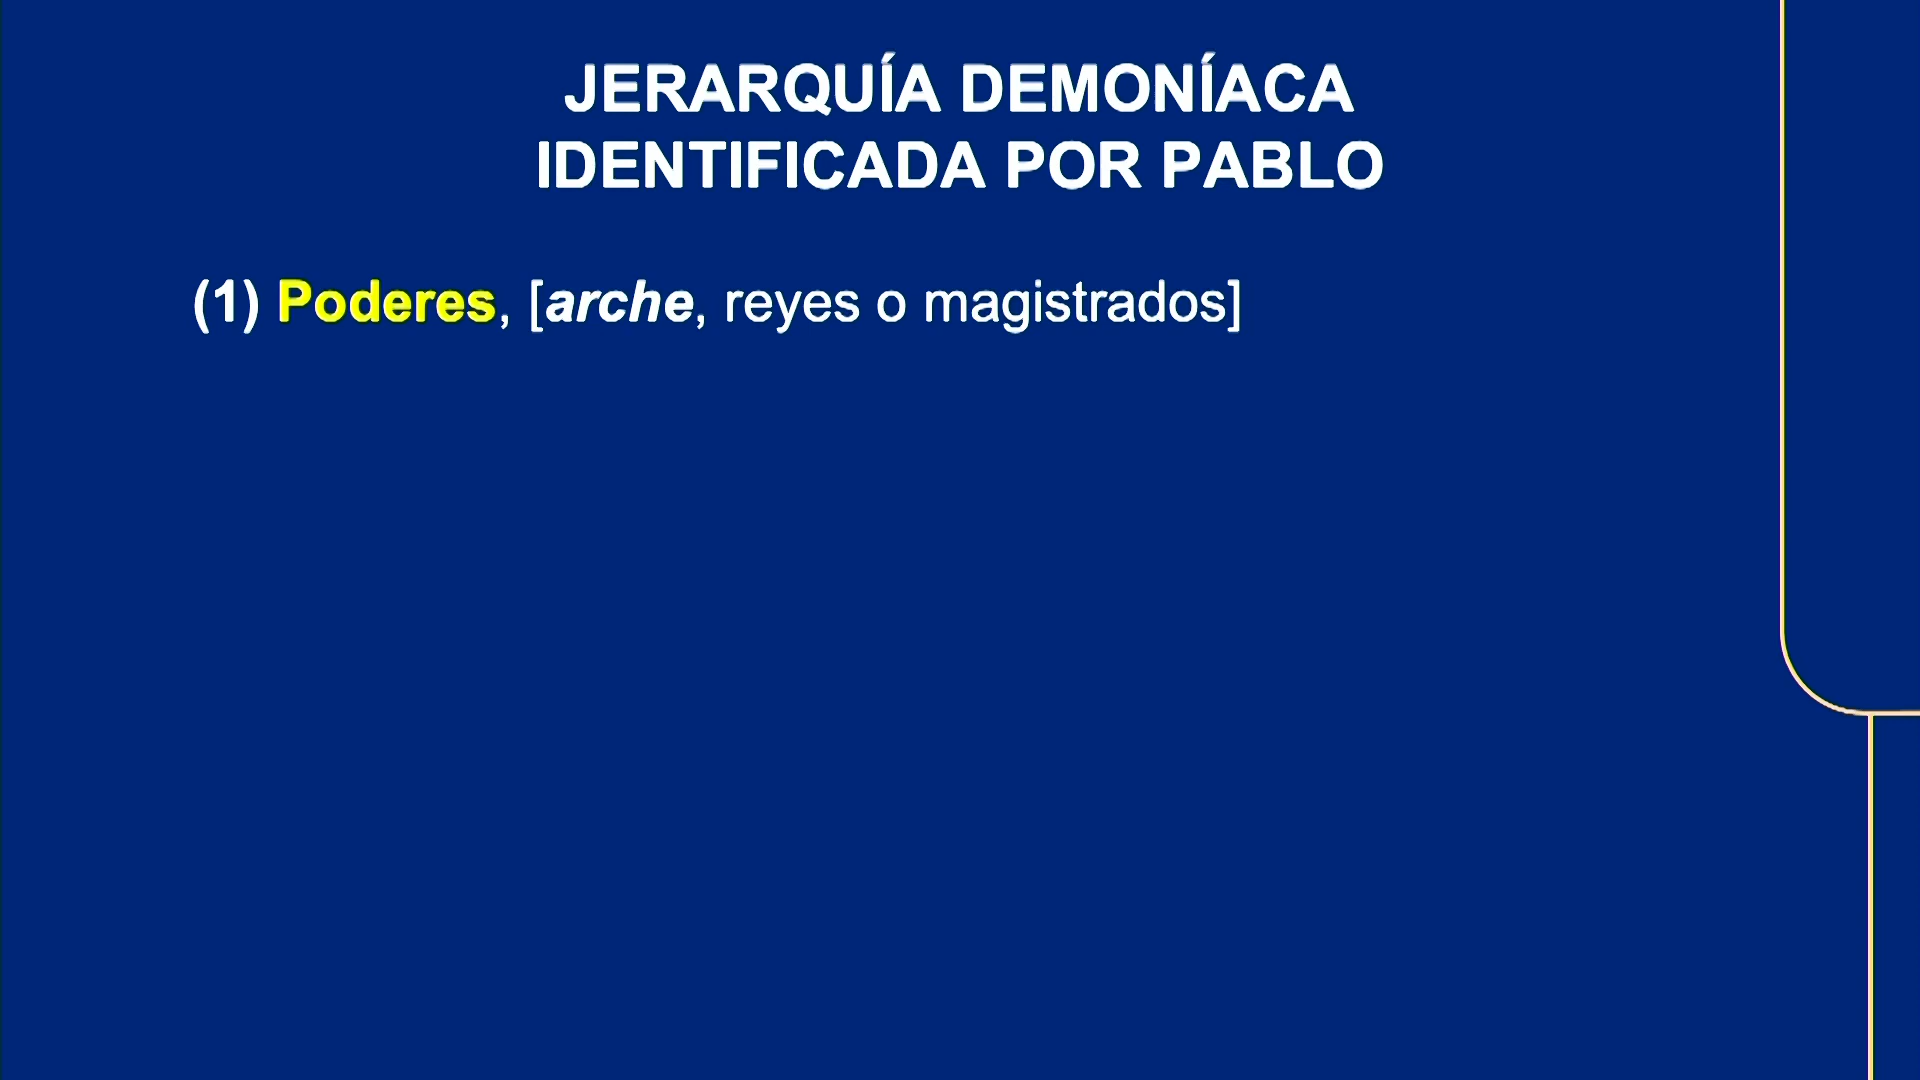 JERARQUÍA DEMONÍACA
IDENTIFICADA POR PABLO
(1) Poderes, [arche, reyes o magistrados]